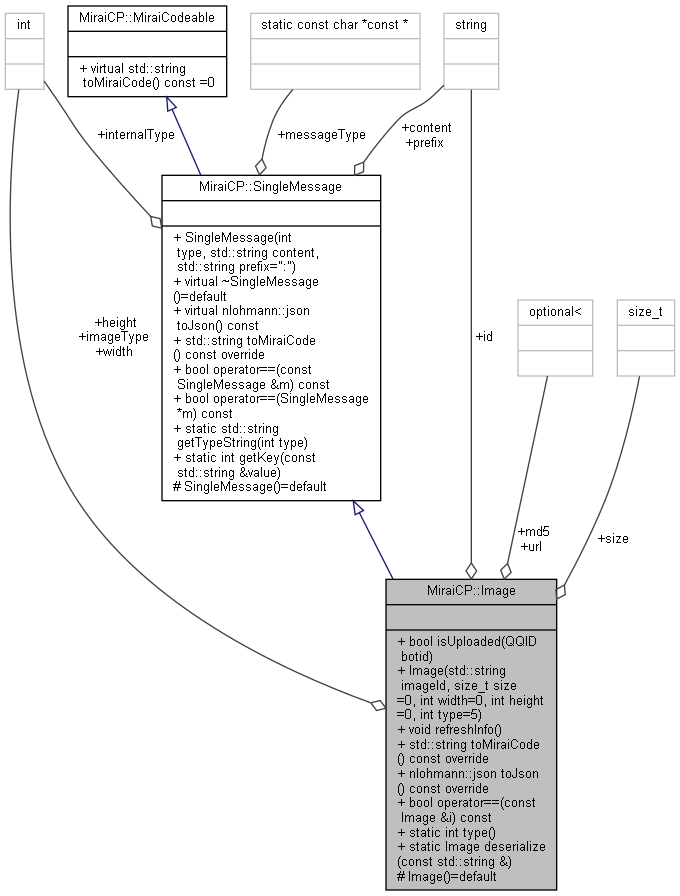 int
MiraiCP::MiraiCodeable
+ virtual std::string
toMiraiCode() const =0
static const char *const *
string
+internalType
+messageType
+content
+prefix
MiraiCP::SingleMessage
+ SingleMessage(int
type, std::string content,
std::string prefix=":")
+ virtual ~SingleMessage
()=default
+ virtual nlohmann::json
toJson() const
+ std::string toMiraiCode
() const override
+ bool operator==(const
SingleMessage &m) const
+ bool operator==(SingleMessage
*m) const
+ static std::string
getTypeString(int type)
+ static int getKey(const
std::string &value)
# SingleMessage()=default
+height
+imageType
+width
optional<
size_t
+id
+md5
+url
+size
MiraiCP::Image
+ bool isUploaded(QQID
botid)
+ Image(std::string
imageId, size_t size
=0, int width=0, int height
=0, int type=5)
+ void refreshInfo()
+ std::string toMiraiCode
() const override
+ nlohmann::json toJson
() const override
+ bool operator==(const
Image &i) const
+ static int type()
+ static Image deserialize
(const std::string &)
# Image()=default